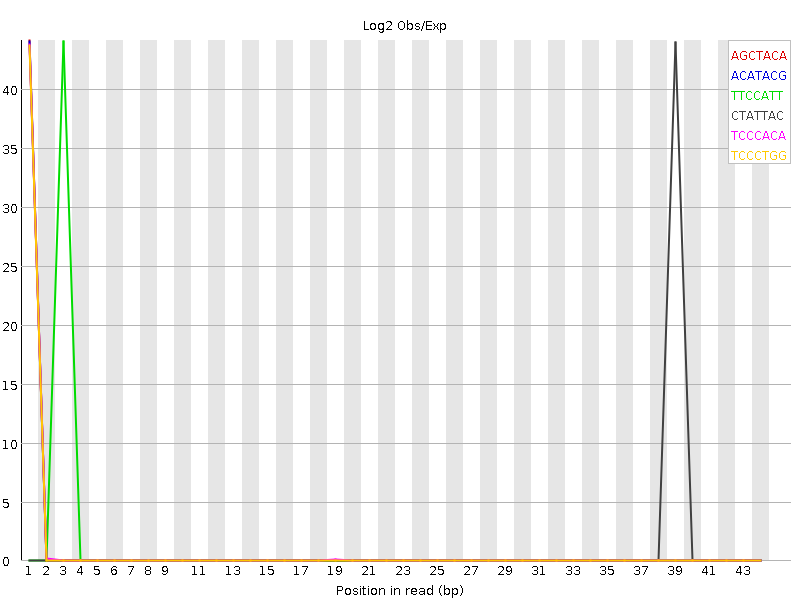 Log2 Obs/Exp
AGCTACA
ACATACG
TTCCATT
CTATTAC
TCCCACA
TCCCTGG
40
35
30
25
20
15
10
5
0
1 2 3 4 5 6 7 8 9 11 13 15 17 19 21 23 25 27 29 31 33 35 37 39 41 43
Position in read (bp)